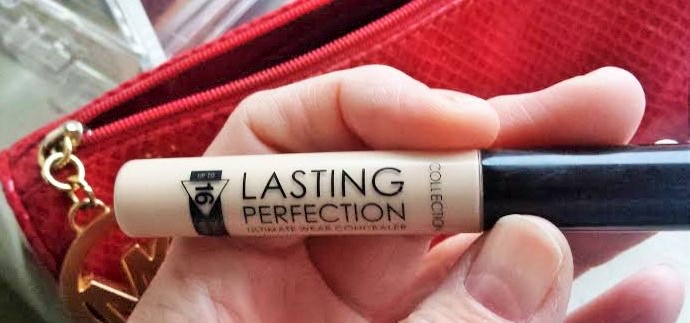 UP TO
16
LASTING
PERFECTION
ULTIMATE WEAR CONCEALER
COLLECTION